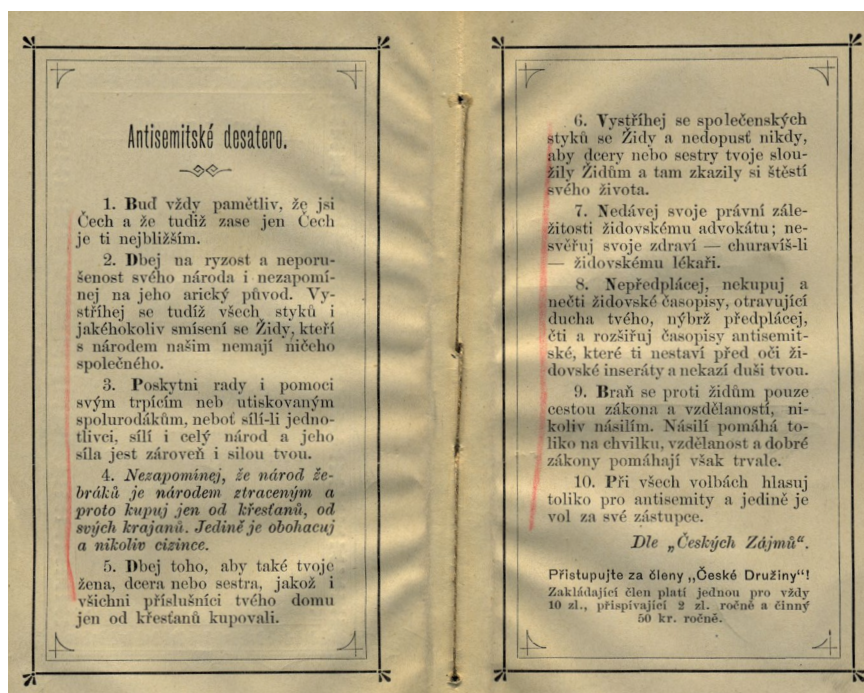 Antisemitské desatero.
1. Buď vždy pamětliv, že jsi
Čech a že tudiž zase jen Čech
je ti nejbližším.
2. Dbej na ryzost a neporu-
šenost svého národa i nezapomí-
nej na jeho arický původ. Vy-
stříhej se tudíž všech styků i
jakéhokoliv smísení se Židy, kteří
s národem našim nemají ničeho
společného.
3. Poskytni rady i pomoci
svým trpícím neb utiskovaným
spolurodákům, neboť sílí-li jedno-
tlivci, sílí i celý národ a jeho
síla jest zároveň i silou tvou.
4. Nezapomínej, že národ že-
bráků je národem ztraceným a
proto kupuj jen od křesťanů, od
svých krajanů. Jedině je obohacuj
a nikoliv cizince.
5. Dbej toho, aby také tvoje
žena, dcera nebo sestra, jakož i
všichni příslušníci tvého domu
jen od křesťanů kupovali.
6. Vystříhej se společenských
styků se Židy a nedopusť nikdy,
aby dcery nebo sestry tvoje slou-
žily Židům a tam zkazily si štěstí
svého života.
7. Nedávej svoje právní zále-
žitosti židovskému advokátu; ne-
svěřuj svoje zdraví — churavíš-li
— židovskému lékaři.
8. Nepředplácej, nekupuj a
nečti židovské časopisy, otravující
ducha tvého, nýbrž předplácej,
čti a rozšiřuj časopisy antisemit-
ské, které ti nestaví před oči ži-
dovské inseráty a nekazí duši tvou.
9. Braň se proti židům pouze
cestou zákona a vzdělaností, ni-
koliv násilím. Násilí pomáhá to-
liko na chvilku, vzdělanost a dobré
zákony pomáhají však trvale.
10. Při všech volbách hlasuj
toliko pro antisemity a jedině je
vol za své zástupce.
Dle „Českých Zájmů“.
Přistupujte za členy „České Družiny“!
Zakládající člen platí jednou pro vždy
10 zl., přispívající 2 zl. ročně a činný
50 kr. ročně.